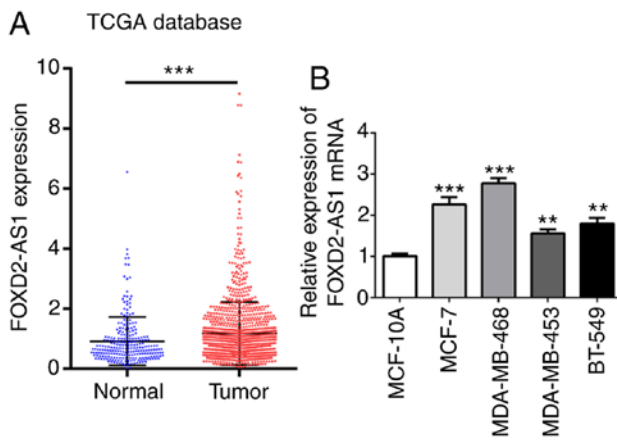 A
TCGA database
FOXD2-AS1 expression
10
8
6
4
2
0
***
Normal
Tumor
B
Relative expression of
FOXD2-AS1 mRNA
4
3
2
1
0
***
***
**
**
MCF-10A
MCF-7
MDA-MB-468
MDA-MB-453
BT-549